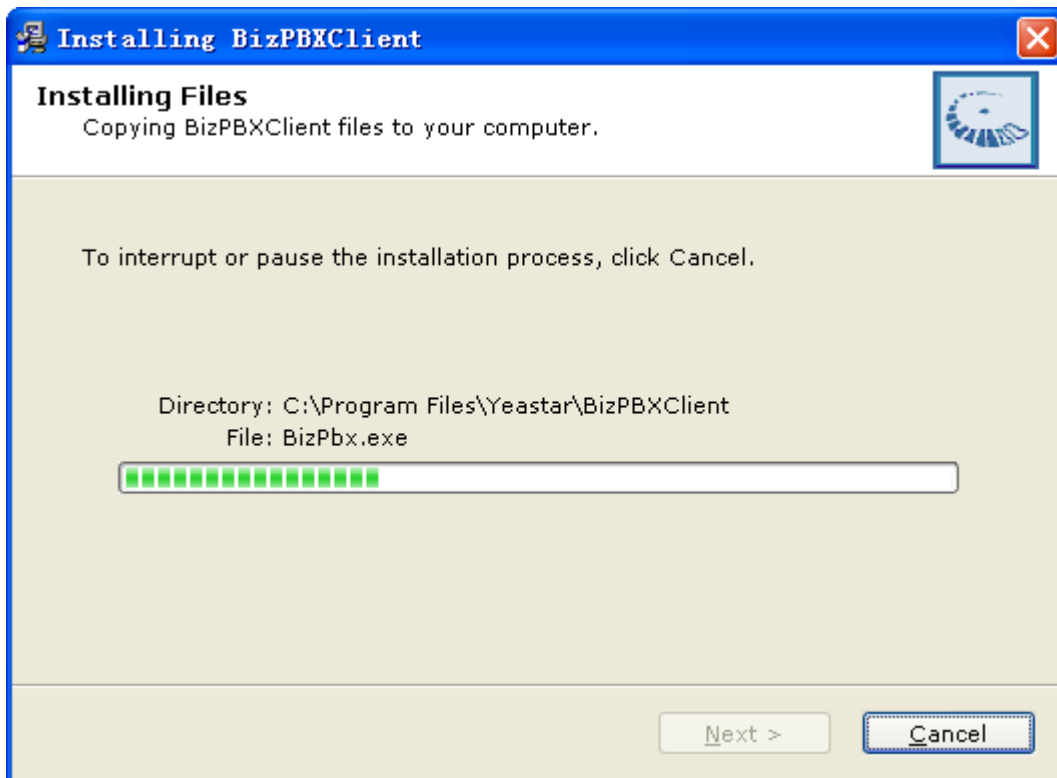 Installing BizPBXClient
Installing Files
Copying BizPBXClient files to your computer.
To interrupt or pause the installation process, click Cancel.
Directory: C:\Program Files\Yeastar\BizPBXClient
File: BizPbx.exe
Next >
Cancel